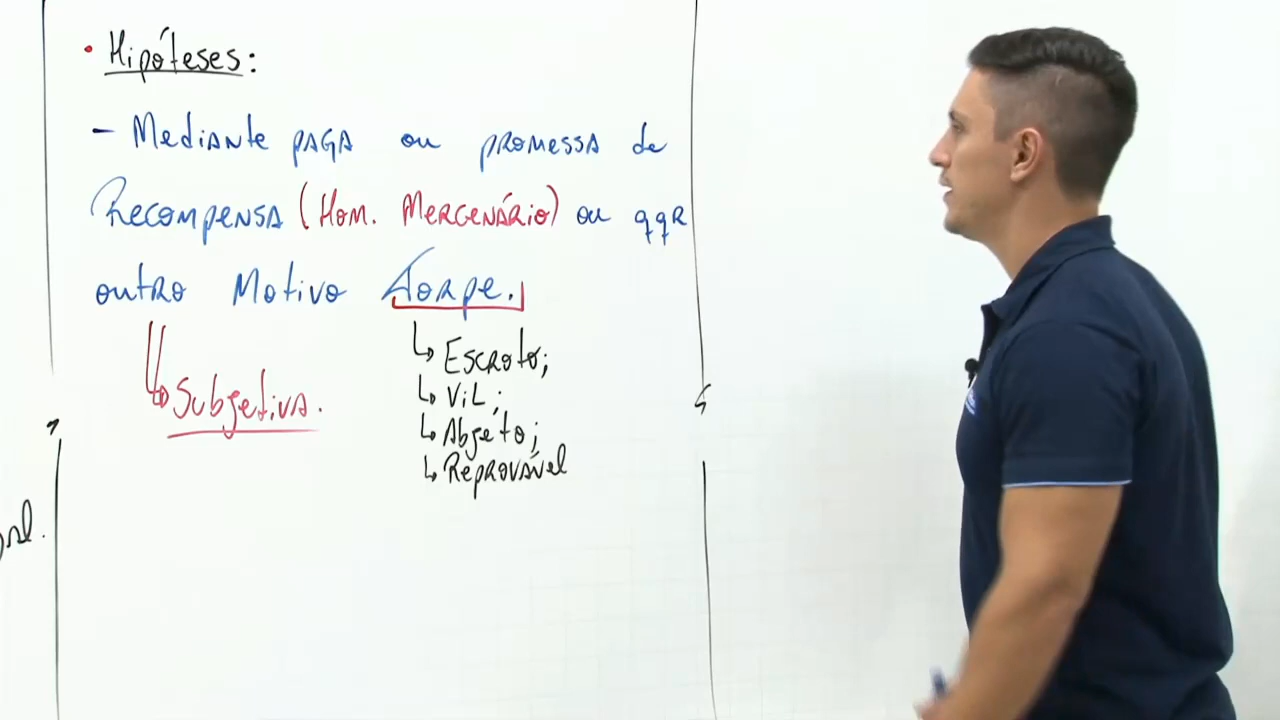 • Hipóteses:
- Mediante paga ou promessa de
Recompensa (Hom. Mercenário) ou qqr
outro Motivo Torpe.
↳ Escroto;
↳ Subjetiva.
↳ Vil;
↳ Abjeto;
↳ Reprovável